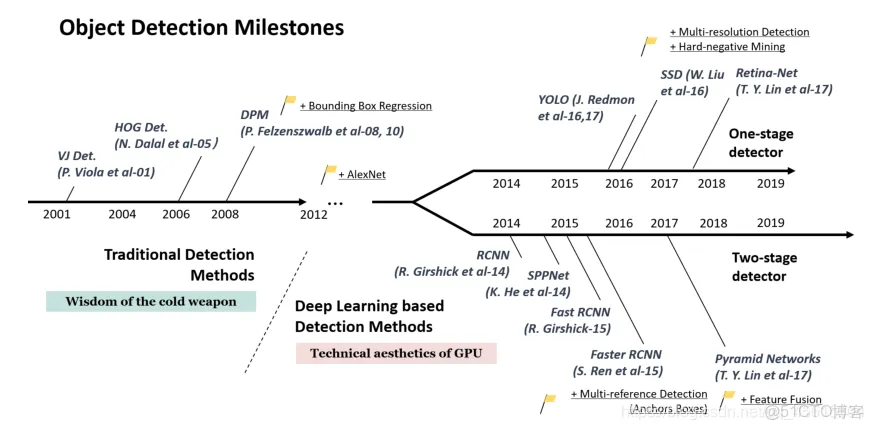 Object Detection Milestones
+ Multi-resolution Detection
+ Hard-negative Mining
SSD (W. Liu
et al-16)
Retina-Net
(T. Y. Lin et al-17)
YOLO (J. Redmon
et al-16,17)
+ Bounding Box Regression
DPM
(P. Felzenszwalb et al-08, 10)
HOG Det.
(N. Dalal et al-05)
VJ Det.
(P. Viola et al-01)
+ AlexNet
One-stage
detector
2014 2015 2016 2017 2018 2019
2001 2004 2006 2008 2012 ...
2014 2015 2016 2017 2018 2019
Two-stage
detector
Traditional Detection
Methods
Wisdom of the cold weapon
Deep Learning based
Detection Methods
Technical aesthetics of GPU
RCNN
(R. Girshick et al-14)
SPPNet
(K. He et al-14)
Fast RCNN
(R. Girshick-15)
Faster RCNN
(S. Ren et al-15)
Pyramid Networks
(T. Y. Lin et al-17)
+ Multi-reference Detection
(Anchors Boxes)
+ Feature Fusion
@51CTO博客